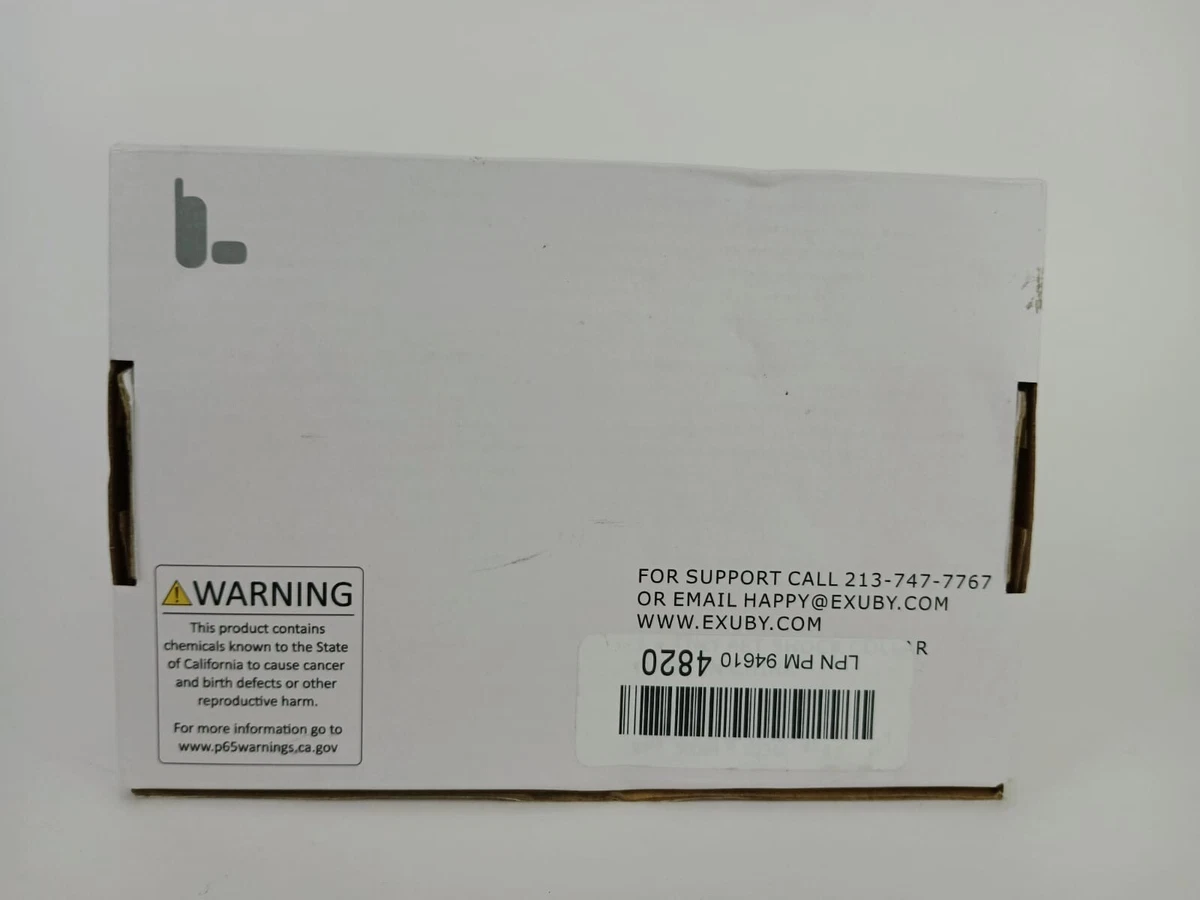 WARNING
This product contains
chemicals known to the State
of California to cause cancer
and birth defects or other
reproductive harm.
For more information go to
www.p65warnings.ca.gov
FOR SUPPORT CALL 213-747-7767
OR EMAIL HAPPY@EXUBY.COM
WWW.EXUBY.COM
R
LPN PM 94610 4820